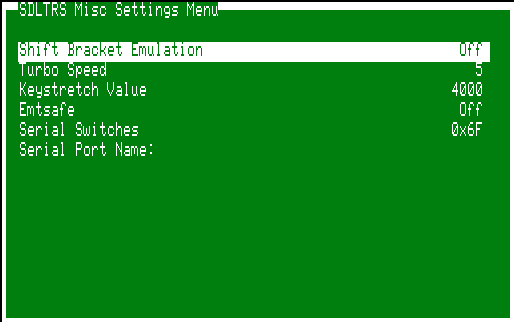 SDLTRS Misc Settings Menu
Shift Bracket Emulation Off
Turbo Speed 5
Keystretch Value 4000
Emtsafe Off
Serial Switches 0x6F
Serial Port Name: